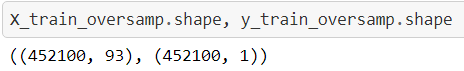 X_train_oversamp.shape, y_train_oversamp.shape
((452100, 93), (452100, 1))